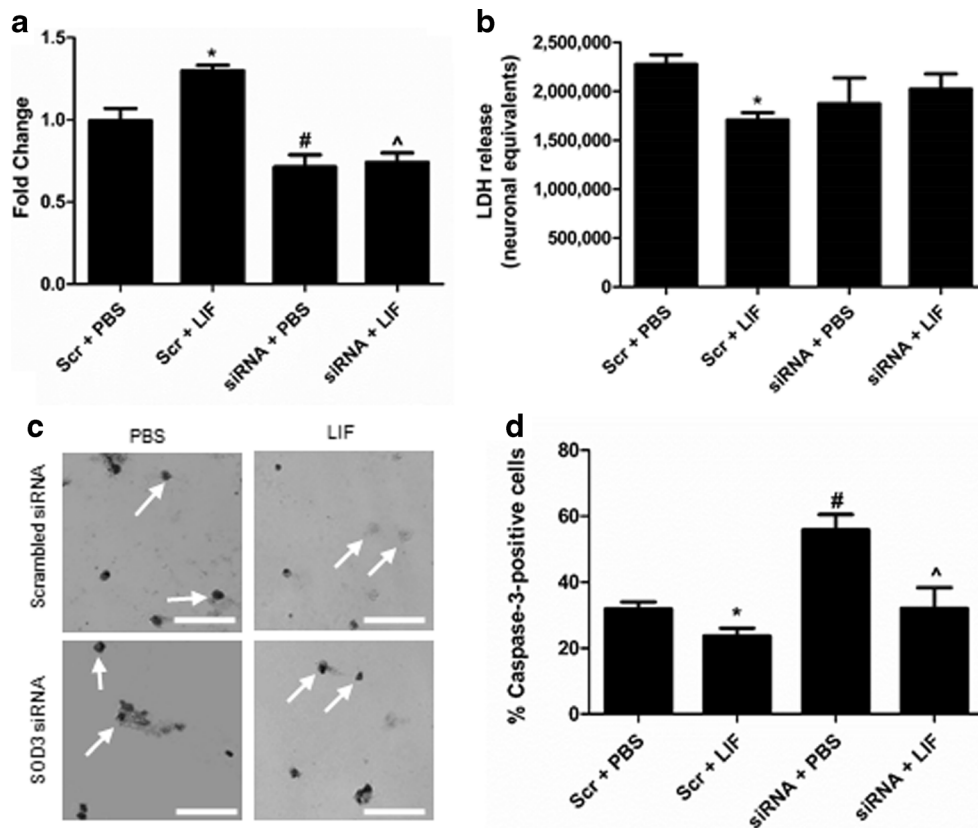 a
Fold Change
1.5
1.0
0.5
0.0
*
#
^
Scr + PBS
Scr + LIF
siRNA + PBS
siRNA + LIF
b
LDH release
(neuronal equivalents)
2,500,000
2,000,000
1,500,000
1,000,000
500,000
0
*
Scr + PBS
Scr + LIF
siRNA + PBS
siRNA + LIF
c
PBS
LIF
Scrambled siRNA
SOD3 siRNA
d
% Caspase-3-positive cells
80
60
40
20
0
*
#
^
Scr + PBS
Scr + LIF
siRNA + PBS
siRNA + LIF